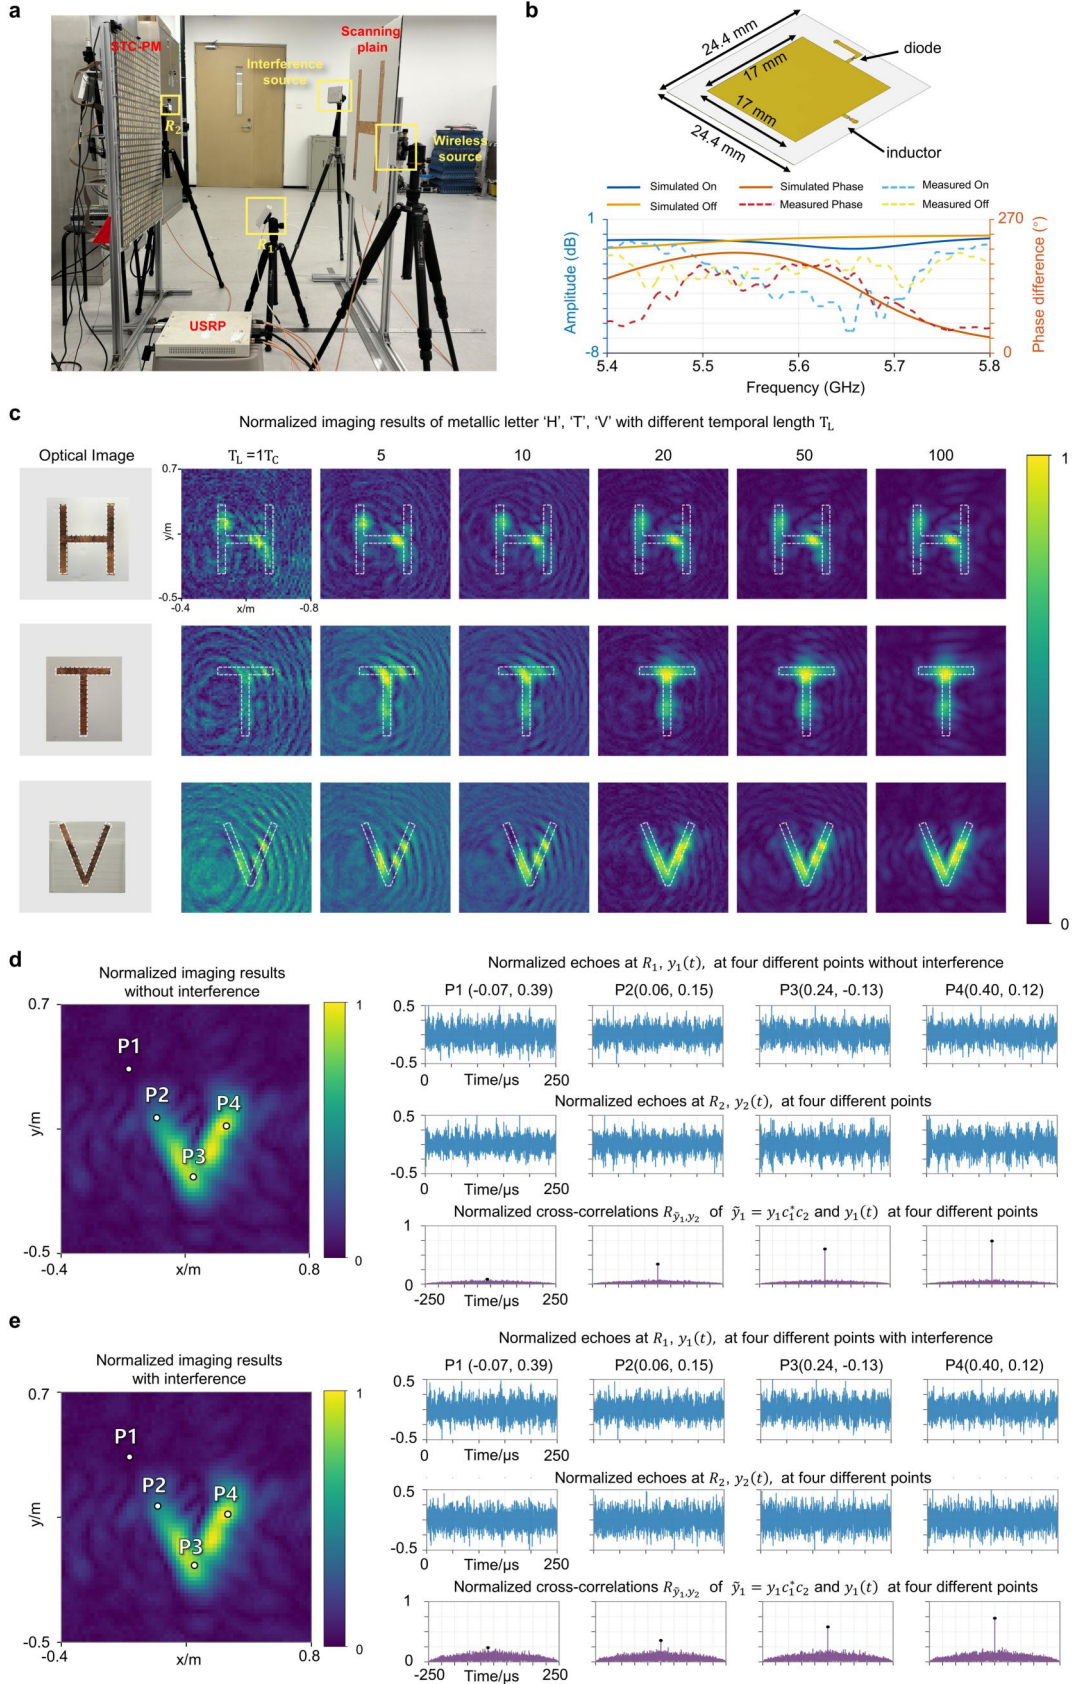 a
STC-PM
R2
Interference
source
Scanning
plain
Wireless
source
R1
USRP
b
24.4 mm
17 mm
diode
17 mm
24.4 mm
inductor
Simulated On
Simulated Phase
Measured On
Simulated Off
Measured Phase
Measured Off
1
270
Amplitude (dB)
Phase difference (°)
-8
0
5.4 5.5 5.6 5.7 5.8
Frequency (GHz)
c
Normalized imaging results of metallic letter ‘H’, ‘T’, ‘V’ with different temporal length TL
Optical Image TL =1TC 5 10 20 50 100
0.7
y/m
-0.5
-0.4 x/m -0.8
1
0
d
Normalized imaging results
without interference
0.7
y/m
-0.5
-0.4 x/m 0.8
P1
P2
P4
P3
1
0
Normalized echoes at R1, y1(t), at four different points without interference
P1 (-0.07, 0.39) P2(0.06, 0.15) P3(0.24, -0.13) P4(0.40, 0.12)
0.5
-0.5
0 Time/μs 250
Normalized echoes at R2, y2(t), at four different points
0.5
-0.5
0 Time/μs 250
Normalized cross-correlations Rỹ1,y2 of ỹ1 = y1c1*c2 and y1(t) at four different points
1
0
-250 Time/μs 250
e
Normalized imaging results
with interference
0.7
y/m
-0.5
-0.4 x/m 0.8
P1
P2
P4
P3
1
0
Normalized echoes at R1, y1(t), at four different points with interference
P1 (-0.07, 0.39) P2(0.06, 0.15) P3(0.24, -0.13) P4(0.40, 0.12)
0.5
-0.5
0 Time/μs 250
Normalized echoes at R2, y2(t), at four different points
0.5
-0.5
0 Time/μs 250
Normalized cross-correlations Rỹ1,y2 of ỹ1 = y1c1*c2 and y1(t) at four different points
1
0
-250 Time/μs 250